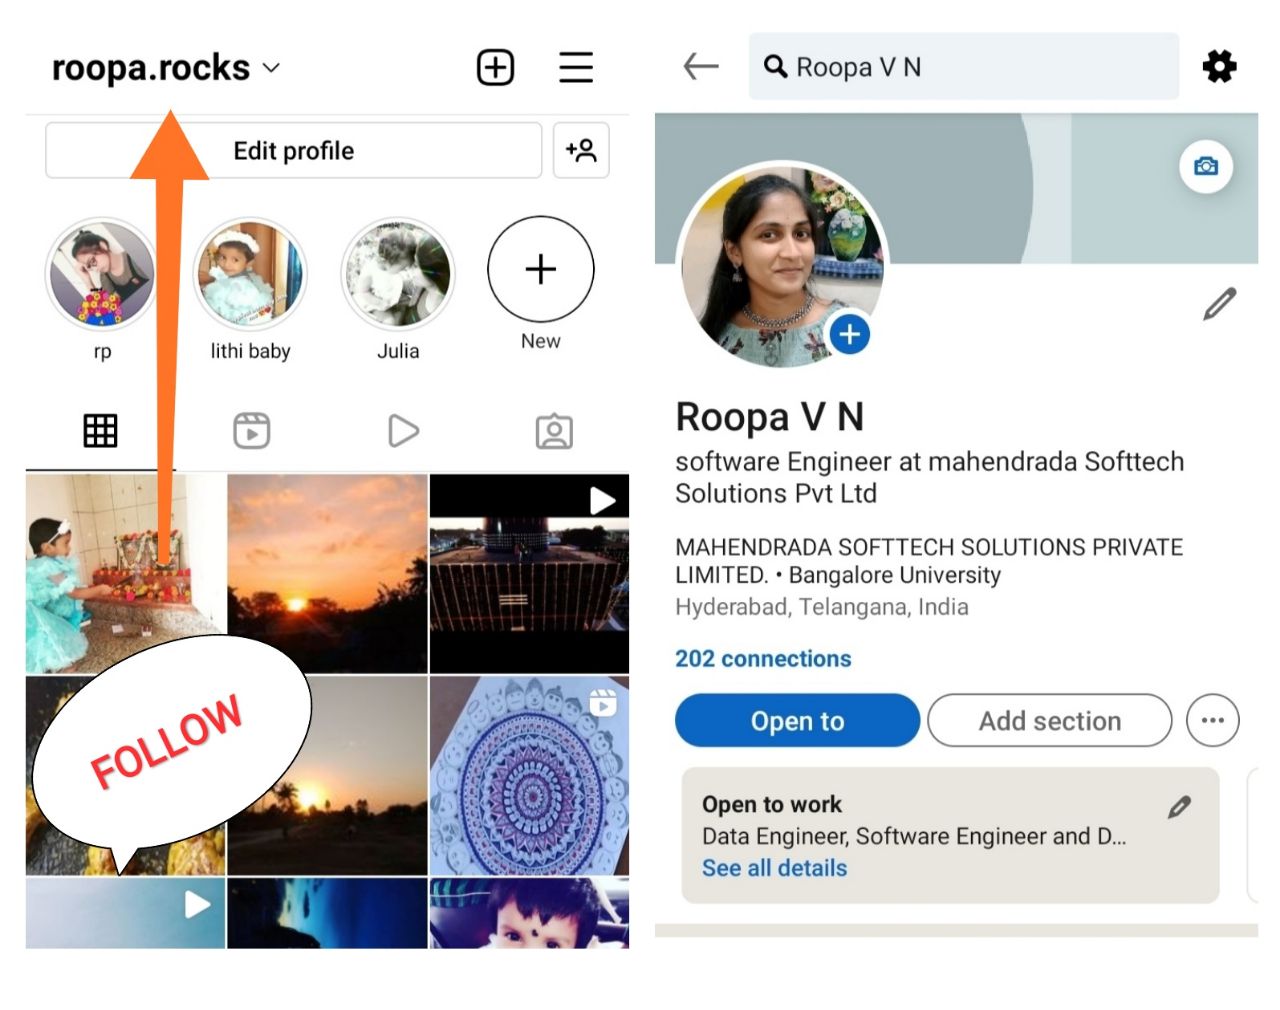 roopa.rocks
Edit profile
rp
lithi baby
Julia
New
FOLLOW
Roopa V N
Roopa V N
software Engineer at mahendrada Softtech
Solutions Pvt Ltd
MAHENDRADA SOFTTECH SOLUTIONS PRIVATE
LIMITED. • Bangalore University
Hyderabad, Telangana, India
202 connections
Open to
Add section
Open to work
Data Engineer, Software Engineer and D...
See all details